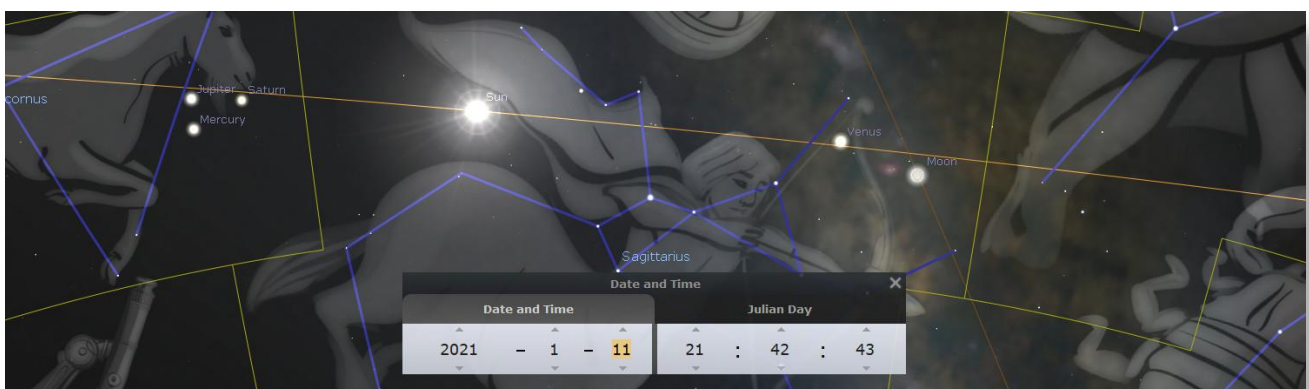 cornus
Jupiter Saturn
Mercury
Sun
Venus
Moon
Sagittarius
Date and Time ×
Date and Time Julian Day
2021 – 1 – 11 21 : 42 : 43